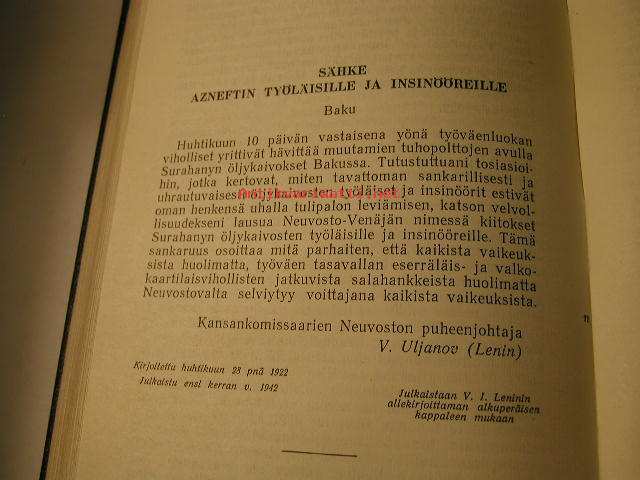 SÄHKE
AZNEFTIN TYÖLÄISILLE JA INSINÖÖREILLE
Baku
Huhtikuun 10 päivän vastaisena yönä työväenluokan
viholliset yrittivät hävittää muutamien tuhopolttojen avulla
Surahanyn öljykaivokset Bakussa. Tutustuttuani tosiasioi-
hin, jotka kertovat, miten tavattoman sankarillisesti ja
uhrautuvaisesti öljykaivosten työläiset ja insinöörit estivät
oman henkensä uhalla tulipalon leviämisen, katson velvol-
lisuudekseni lausua Neuvosto-Venäjän nimessä kiitokset
Surahanyn öljykaivosten työläisille ja insinööreille. Tämä
sankaruus osoittaa mitä parhaiten, että kaikista vaikeuk-
sista huolimatta, työväen tasavallan eserräläis- ja valko-
kaartilaisvihollisten jatkuvista salahankkeista huolimatta
Neuvostovalta selviytyy voittajana kaikista vaikeuksista.
Kansankomissaarien Neuvoston puheenjohtaja
V. Uljanov (Lenin)
Kirjoitettu huhtikuun 28 pnä 1922
Julkaistu ensi kerran v. 1942
Julkaistaan V. I. Leninin
allekirjoittaman alkuperäisen
kappaleen mukaan
n